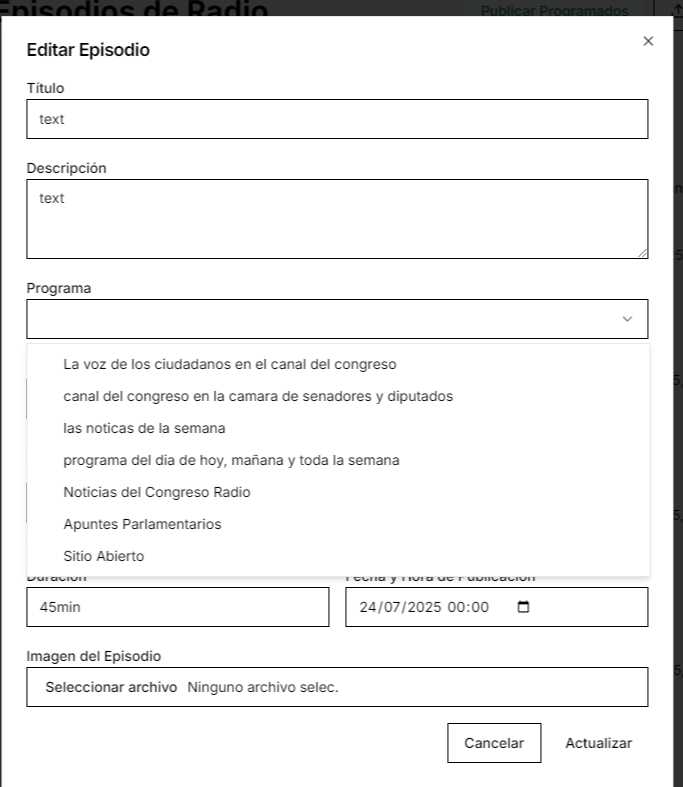 Episodios de Radio
Publicar Programados
Editar Episodio
Título
text
Descripción
text
Programa
La voz de los ciudadanos en el canal del congreso
canal del congreso en la camara de senadores y diputados
las noticas de la semana
programa del dia de hoy, mañana y toda la semana
Noticias del Congreso Radio
Apuntes Parlamentarios
Sitio Abierto
Duración
Fecha y Hora de Publicación
45min
24/07/2025 00:00
Imagen del Episodio
Seleccionar archivo Ninguno archivo selec.
Cancelar
Actualizar